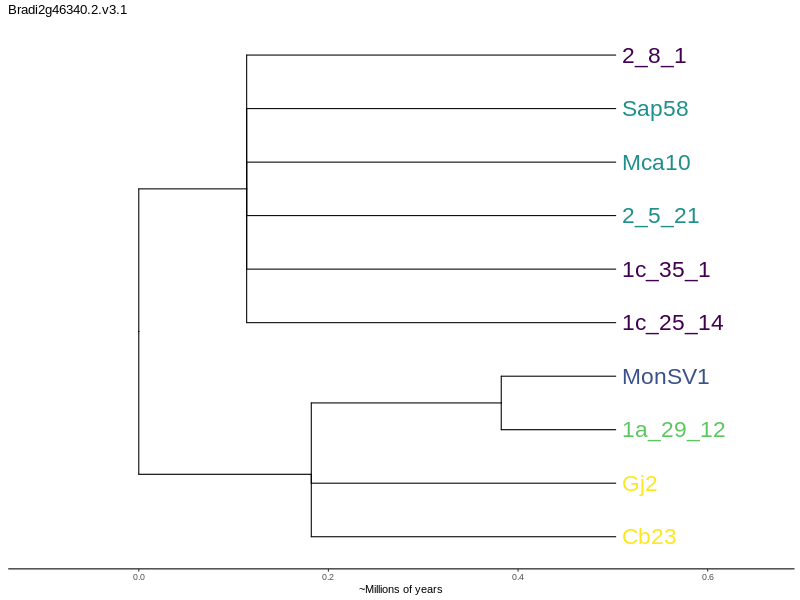 Bradi2g46340.2.v3.1
2_8_1
Sap58
Mca10
2_5_21
1c_35_1
1c_25_14
MonSV1
1a_29_12
Gj2
Cb23
0.0 0.2 0.4 0.6
~Millions of years